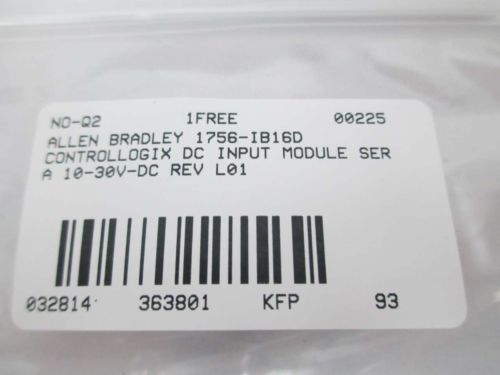 NO-Q2 1FREE 00225
ALLEN BRADLEY 1756-IB16D
CONTROLLOGIX DC INPUT MODULE SER
A 10-30V-DC REV L01
032814 363801 KFP 93